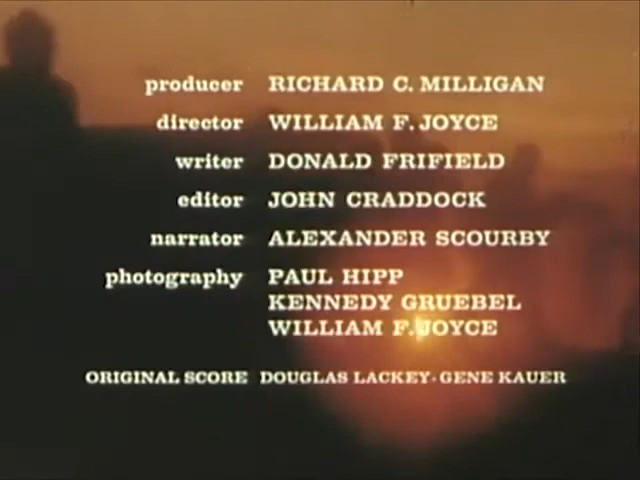 producer RICHARD C. MILLIGAN
director WILLIAM F. JOYCE
writer DONALD FRIFIELD
editor JOHN CRADDOCK
narrator ALEXANDER SCOURBY
photography PAUL HIPP
KENNEDY GRUEBEL
WILLIAM F. JOYCE
ORIGINAL SCORE DOUGLAS LACKEY · GENE KAUER